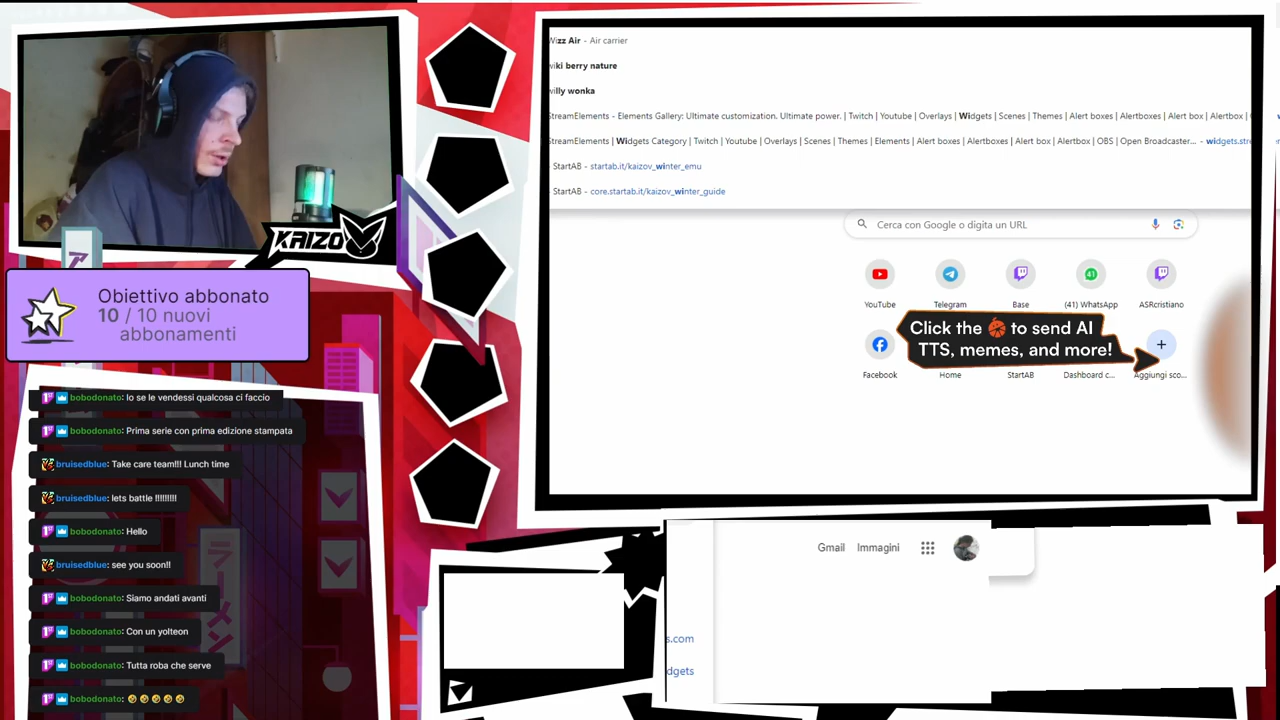 KAIZO
Obiettivo abbonato
10 / 10 nuovi
abbonamenti
bobodonato: Io se le vendessi qualcosa ci faccio
bobodonato: Prima serie con prima edizione stampata
bruisedblue: Take care team!!! Lunch time
bruisedblue: lets battle !!!!!!!!!
bobodonato: Hello
bruisedblue: see you soon!!
bobodonato: Siamo andati avanti
bobodonato: Con un yolteon
bobodonato: Tutta roba che serve
bobodonato:
Wizz Air - Air carrier
wiki berry nature
willy wonka
StreamElements - Elements Gallery: Ultimate customization. Ultimate power. | Twitch | Youtube | Overlays | Widgets | Scenes | Themes | Alert boxes | Alertboxes | Alert box | Alertbox |
StreamElements | Widgets Category | Twitch | Youtube | Overlays | Scenes | Themes | Elements | Alert boxes | Alertboxes | Alert box | Alertbox | OBS | Open Broadcaster... - widgets.stre
StartAB - startab.it/kaizov_winter_emu
StartAB - core.startab.it/kaizov_winter_guide
Cerca con Google o digita un URL
YouTube Telegram Base (41) WhatsApp ASRcristiano
Click the to send AI
TTS, memes, and more!
Facebook Home StartAB Dashboard c... Aggiungi sco...
Gmail Immagini
s.com
dgets